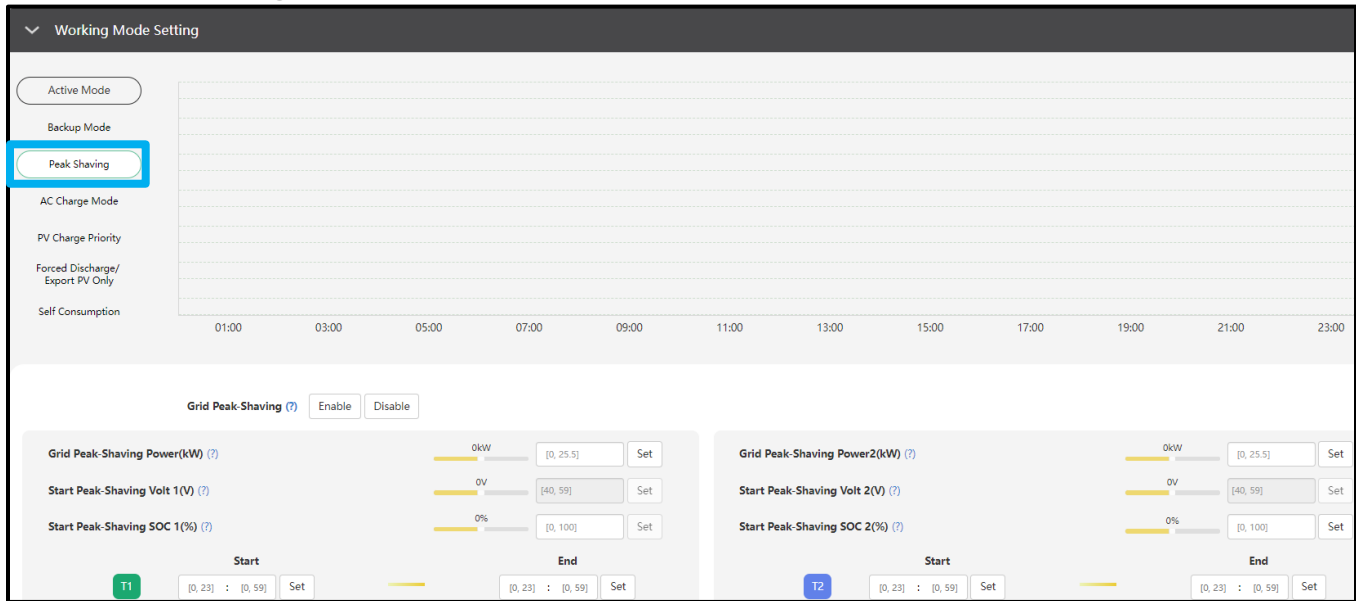 Working Mode Setting
Active Mode
Backup Mode
Peak Shaving
AC Charge Mode
PV Charge Priority
Forced Discharge/
Export PV Only
Self Consumption
01:00 03:00 05:00 07:00 09:00 11:00 13:00 15:00 17:00 19:00 21:00 23:00
Grid Peak-Shaving (?) Enable Disable
Grid Peak-Shaving Power(kW) (?) 0kW [0, 25.5] Set
Start Peak-Shaving Volt 1(V) (?) 0V [40, 59] Set
Start Peak-Shaving SOC 1(%) (?) 0% [0, 100] Set
Start End
T1 [0, 23] : [0, 59] Set [0, 23] : [0, 59] Set
Grid Peak-Shaving Power2(kW) (?) 0kW [0, 25.5] Set
Start Peak-Shaving Volt 2(V) (?) 0V [40, 59] Set
Start Peak-Shaving SOC 2(%) (?) 0% [0, 100] Set
Start End
T2 [0, 23] : [0, 59] Set [0, 23] : [0, 59] Set